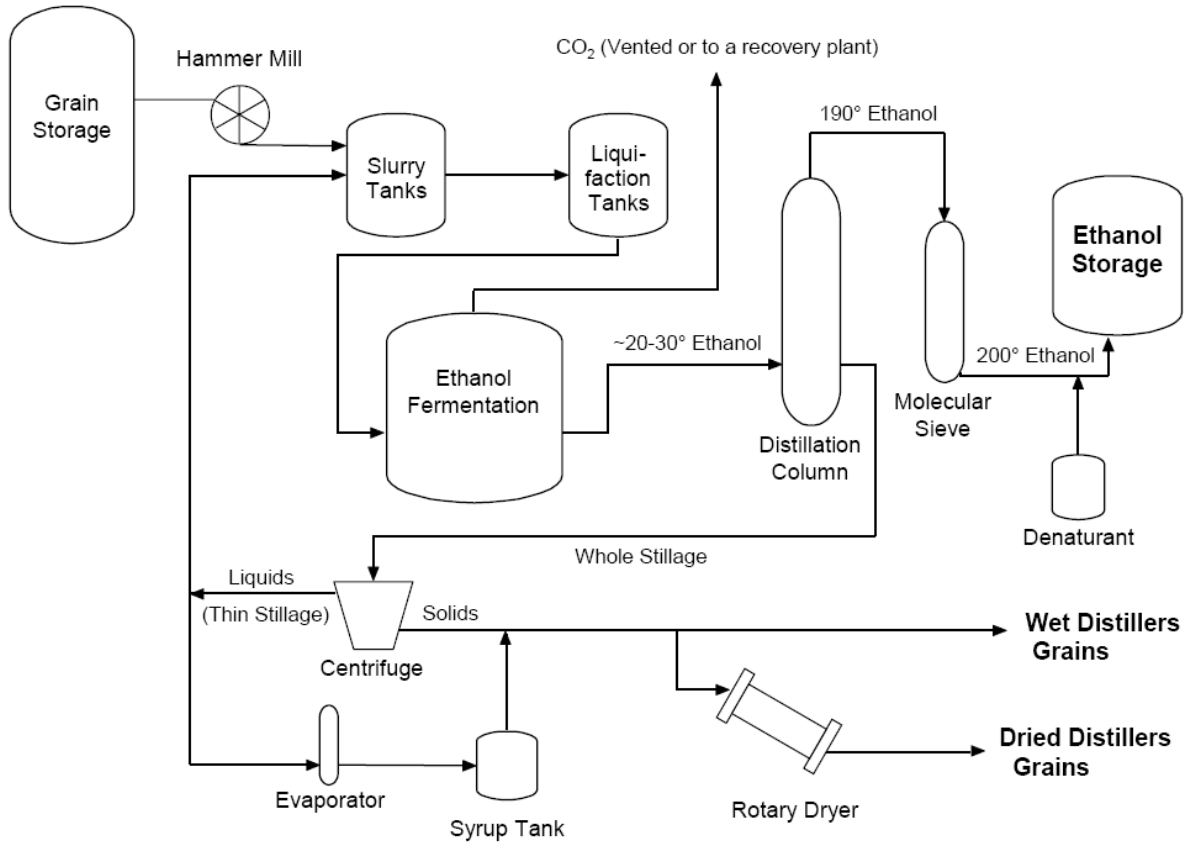 Grain
Storage
Hammer Mill
Slurry
Tanks
Liqui-
faction
Tanks
CO₂ (Vented or to a recovery plant)
190° Ethanol
Ethanol
Storage
Ethanol
Fermentation
~20-30° Ethanol
Distillation
Column
Molecular
Sieve
200° Ethanol
Denaturant
Whole Stillage
Liquids
(Thin Stillage)
Centrifuge
Solids
Wet Distillers
Grains
Evaporator
Syrup Tank
Rotary Dryer
Dried Distillers
Grains